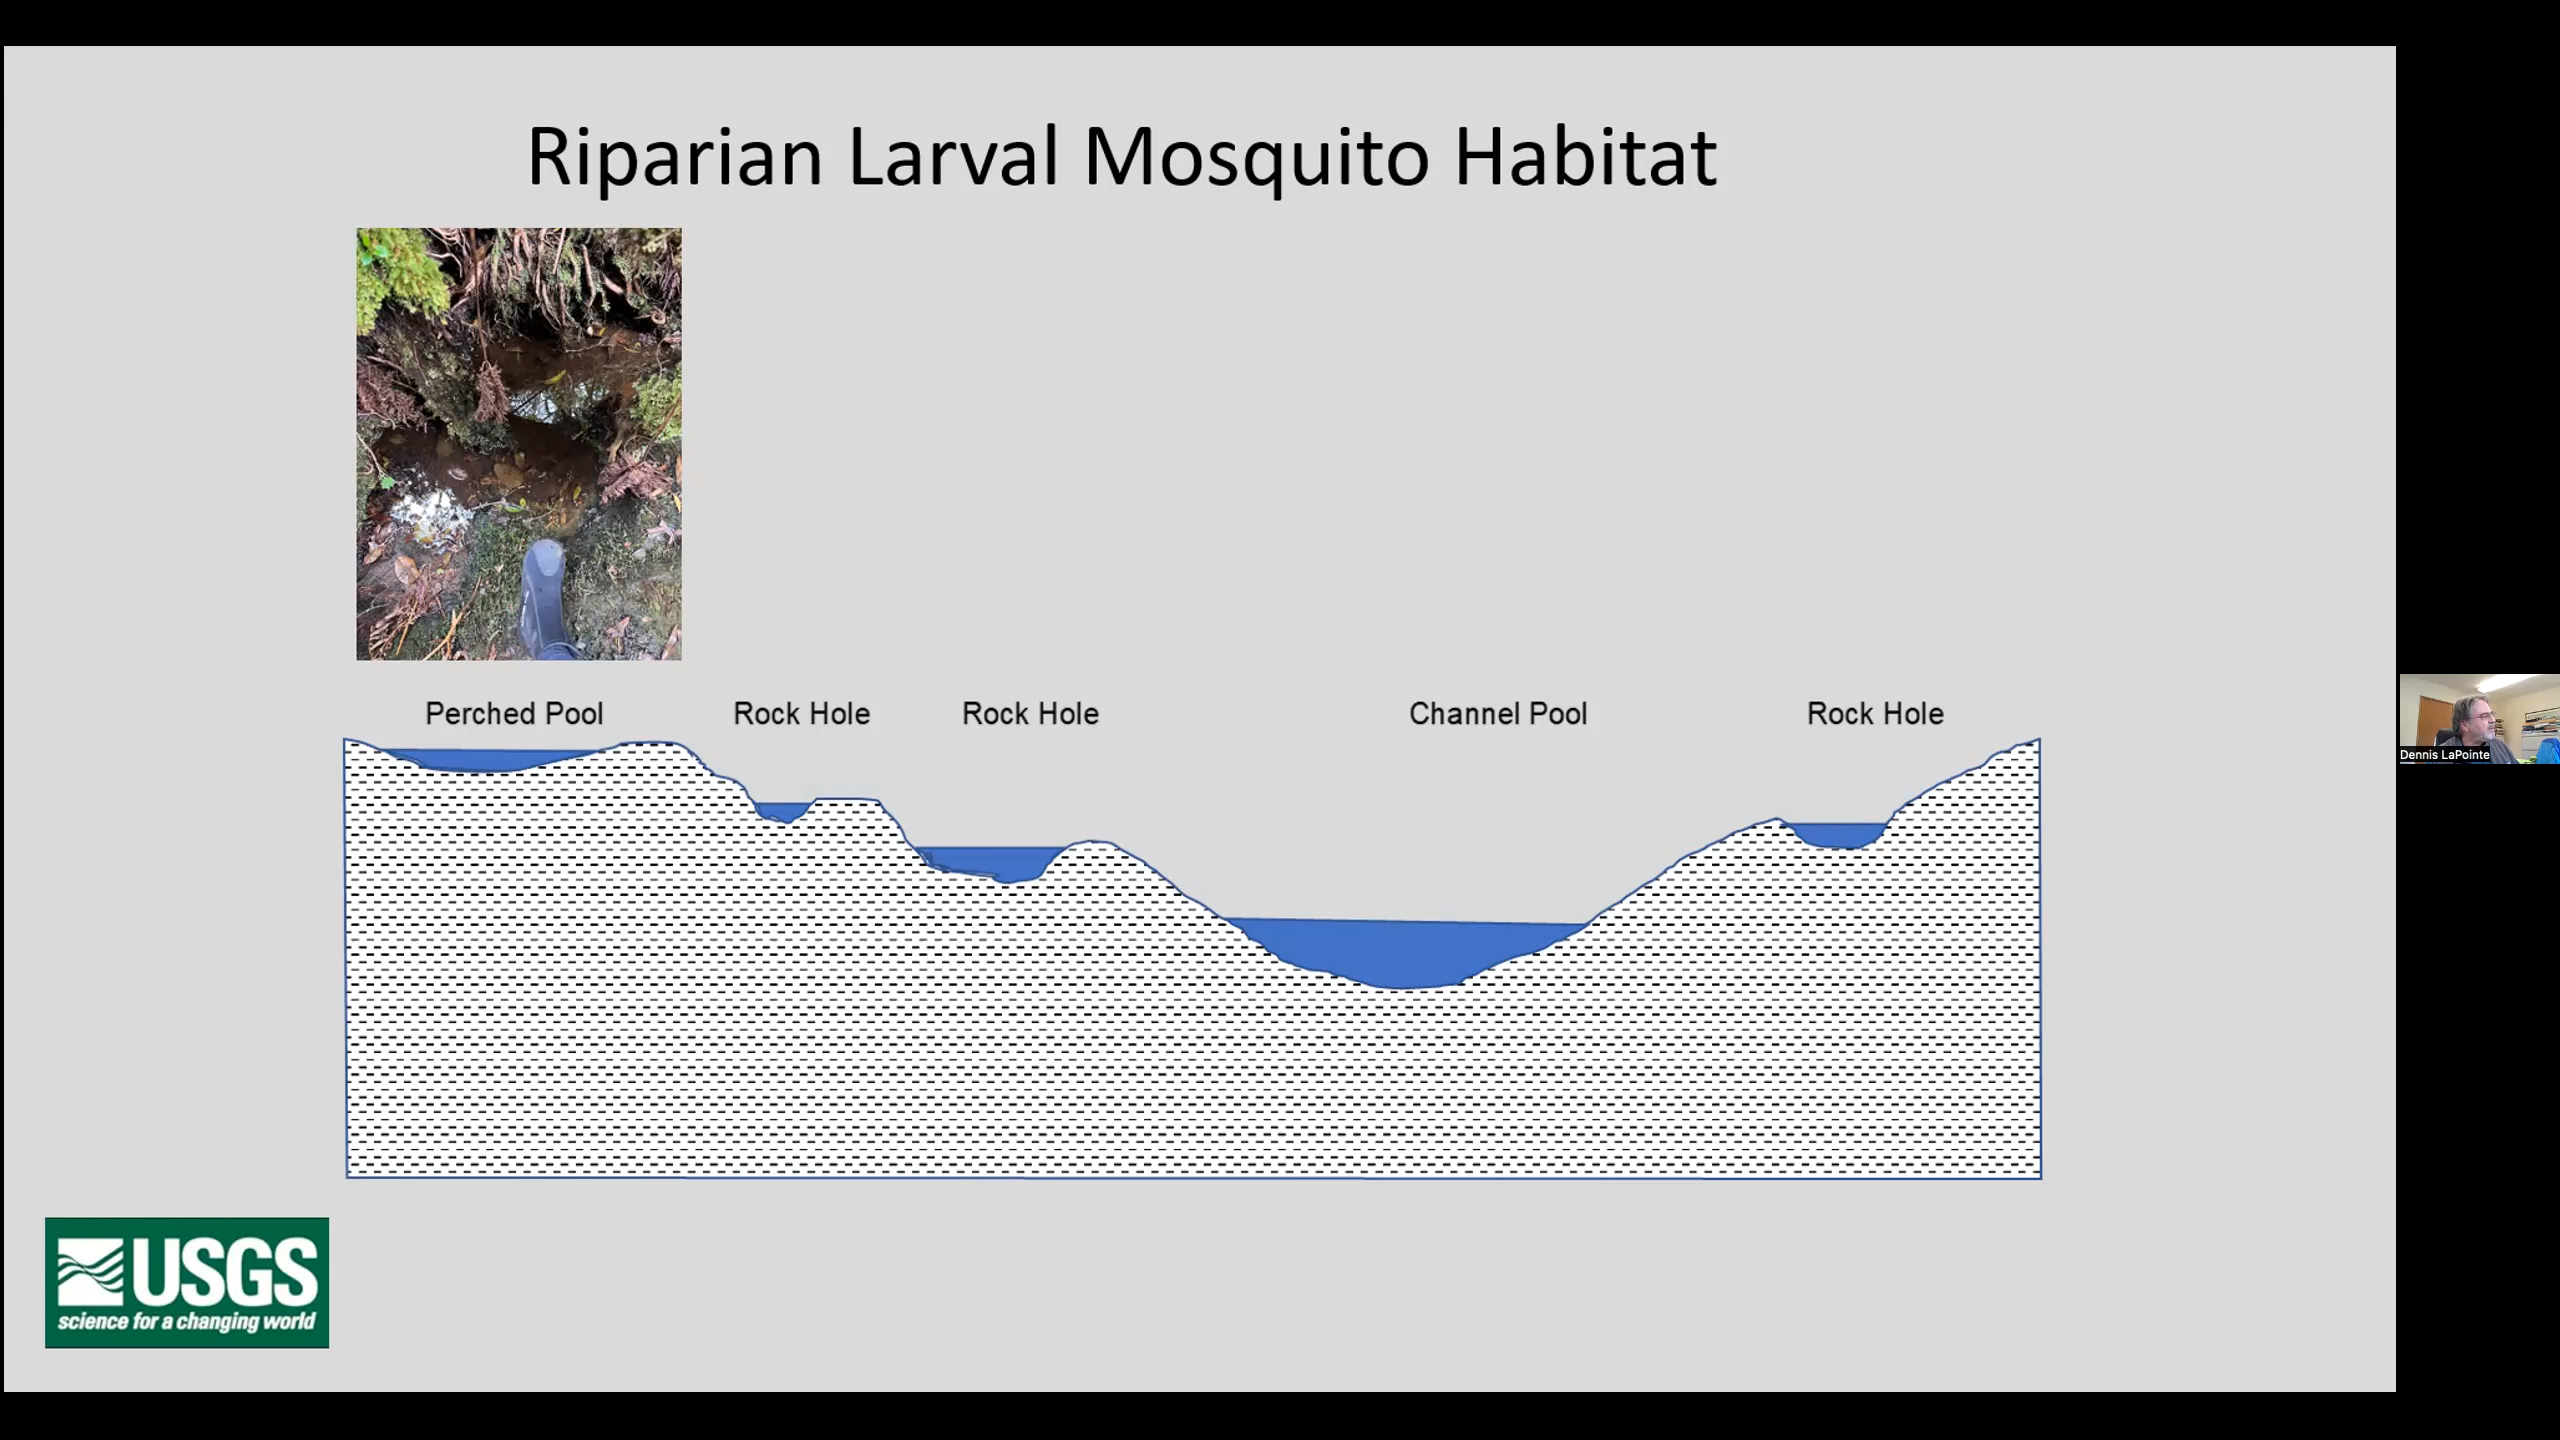 Riparian Larval Mosquito Habitat
Perched Pool
Rock Hole
Rock Hole
Channel Pool
Rock Hole
Dennis LaPointe
USGS
science for a changing world